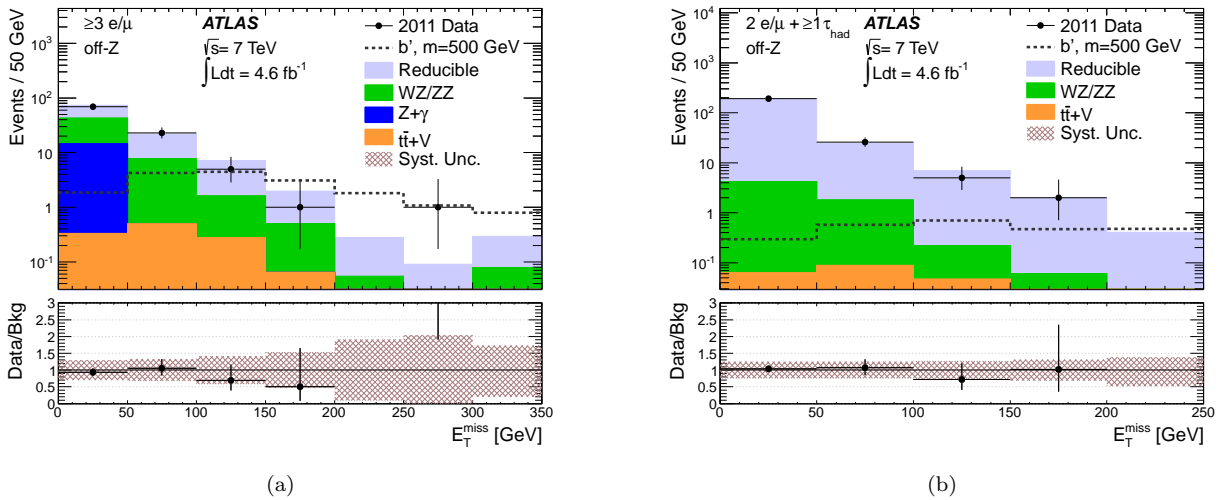 ≥3 e/μ
off-Z
ATLAS
√s= 7 TeV
∫Ldt = 4.6 fb⁻¹
2011 Data
b', m=500 GeV
Reducible
WZ/ZZ
Z+γ
tt̄+V
Syst. Unc.
Events / 50 GeV
10³
10²
10
1
10⁻¹
Data/Bkg
3
2.5
2
1.5
1
0.5
0
0 50 100 150 200 250 300 350
E_T^miss [GeV]
(a)
2 e/μ + ≥1τ_had
off-Z
ATLAS
√s= 7 TeV
∫Ldt = 4.6 fb⁻¹
2011 Data
b', m=500 GeV
Reducible
WZ/ZZ
tt̄+V
Syst. Unc.
Events / 50 GeV
10⁴
10³
10²
10
1
10⁻¹
Data/Bkg
3
2.5
2
1.5
1
0.5
0
0 50 100 150 200 250
E_T^miss [GeV]
(b)